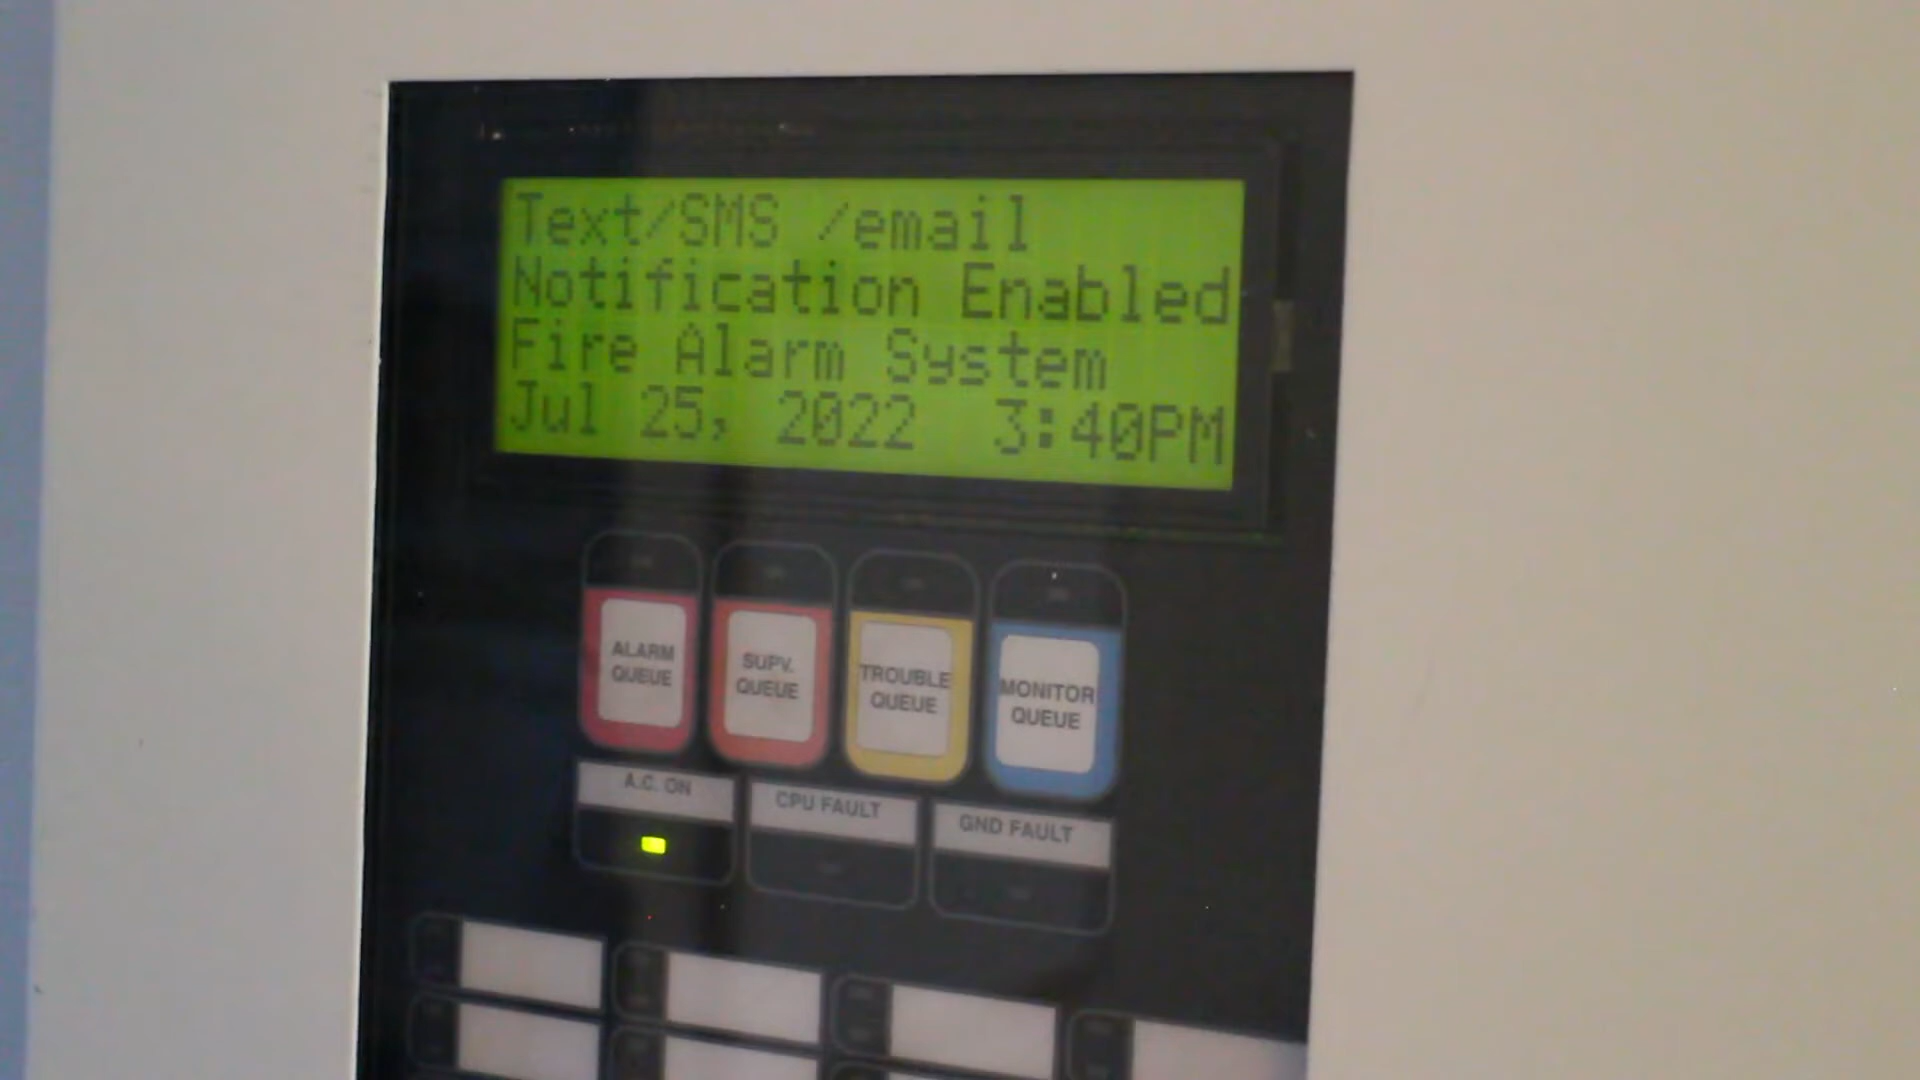 Text/SMS /email
Notification Enabled
Fire Alarm System
Jul 25, 2022 3:40PM
ALARM
QUEUE
SUPV.
QUEUE
TROUBLE
QUEUE
MONITOR
QUEUE
A.C. ON
CPU FAULT
GND FAULT